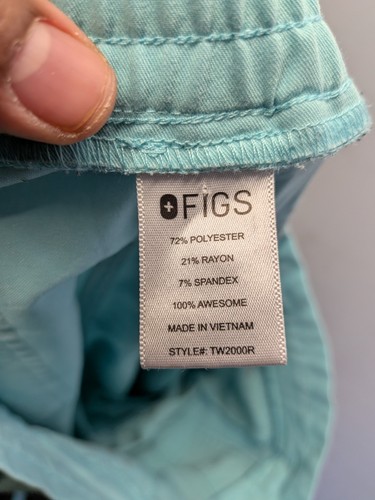 FIGS
72% POLYESTER
21% RAYON
7% SPANDEX
100% AWESOME
MADE IN VIETNAM
STYLE#: TW2000R